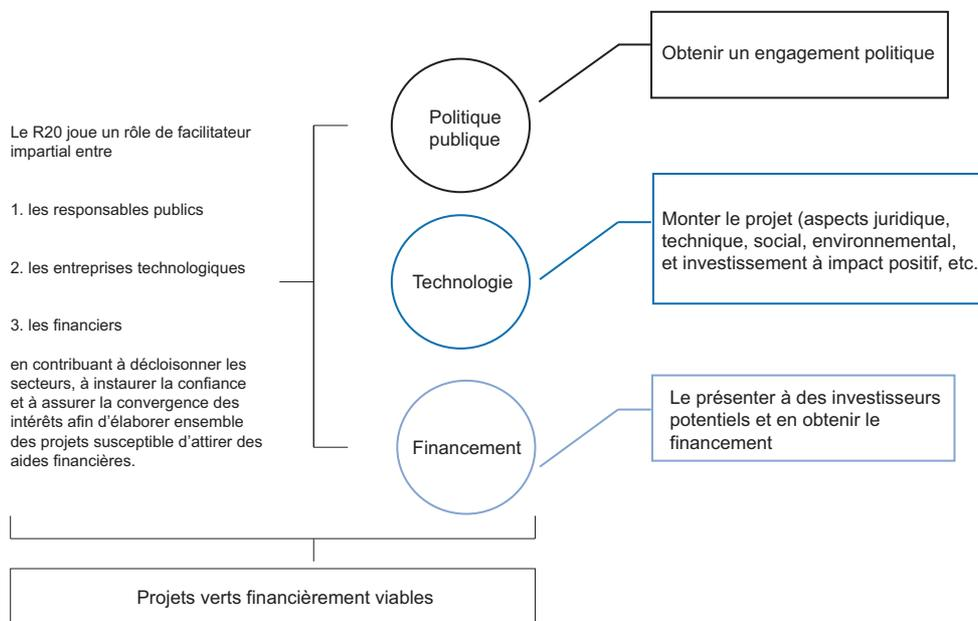 Le R20 joue un rôle de facilitateur
impartial entre
1. les responsables publics
2. les entreprises technologiques
3. les financiers
en contribuant à décloisonner les
secteurs, à instaurer la confiance
et à assurer la convergence des
intérêts afin d’élaborer ensemble
des projets susceptible d’attirer des
aides financières.
Politique
publique
Obtenir un engagement politique
Technologie
Monter le projet (aspects juridique,
technique, social, environnemental,
et investissement à impact positif, etc.
Financement
Le présenter à des investisseurs
potentiels et en obtenir le
financement
Projets verts financièrement viables